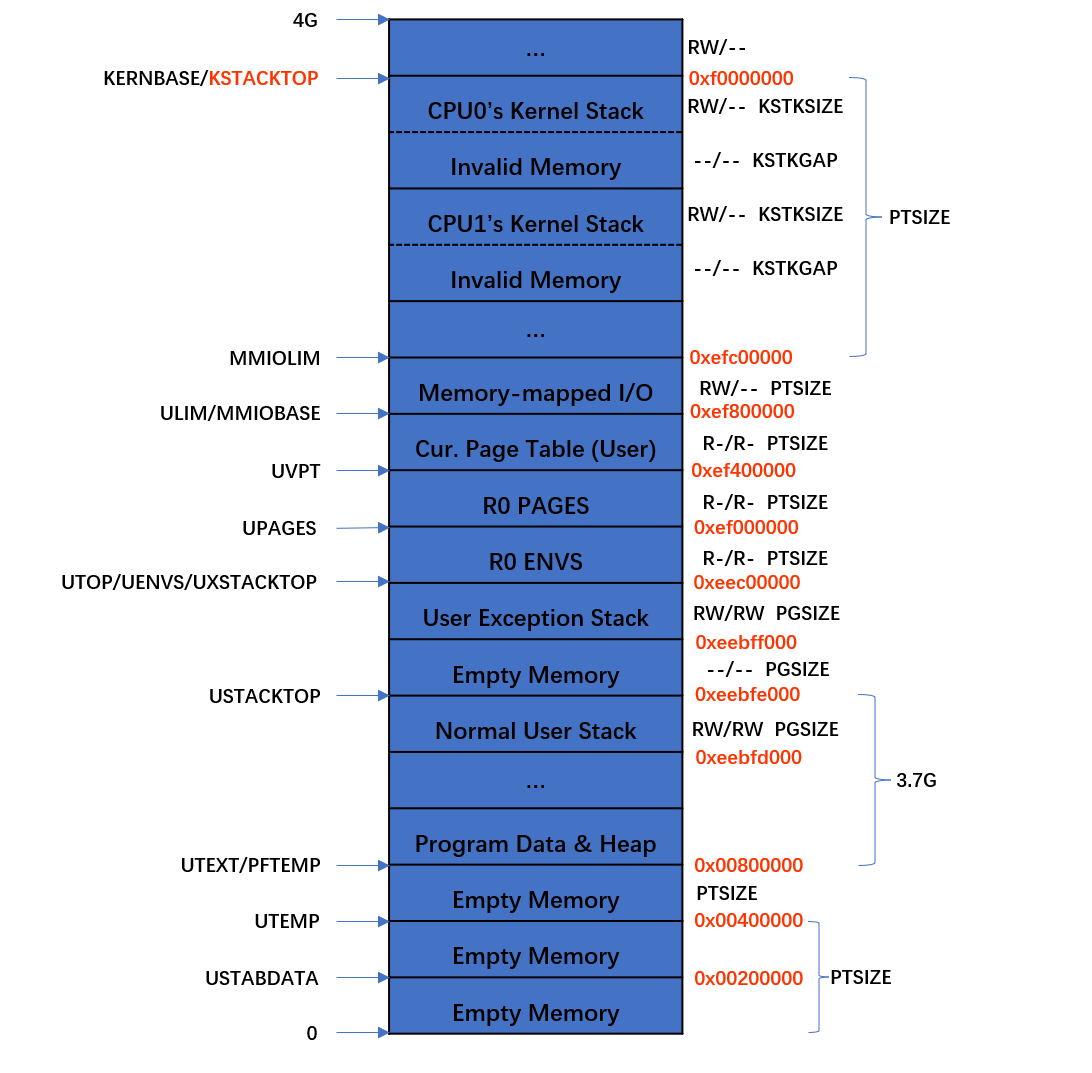 4G
...
RW/--
KERNBASE/KSTACKTOP
0xf0000000
CPU0's Kernel Stack
RW/-- KSTKSIZE
Invalid Memory
--/-- KSTKGAP
CPU1's Kernel Stack
RW/-- KSTKSIZE
PTSIZE
Invalid Memory
--/-- KSTKGAP
...
MMIOLIM
0xefc00000
Memory-mapped I/O
RW/-- PTSIZE
ULIM/MMIOBASE
0xef800000
Cur. Page Table (User)
R-/R- PTSIZE
UVPT
0xef400000
R0 PAGES
R-/R- PTSIZE
UPAGES
0xef000000
R0 ENVS
R-/R- PTSIZE
UTOP/UENVS/UXSTACKTOP
0xeec00000
User Exception Stack
RW/RW PGSIZE
0xeebff000
Empty Memory
--/-- PGSIZE
USTACKTOP
0xeebfe000
Normal User Stack
RW/RW PGSIZE
0xeebfd000
...
3.7G
Program Data & Heap
UTEXT/PFTEMP
0x00800000
Empty Memory
PTSIZE
UTEMP
0x00400000
Empty Memory
USTABDATA
0x00200000
PTSIZE
Empty Memory
0